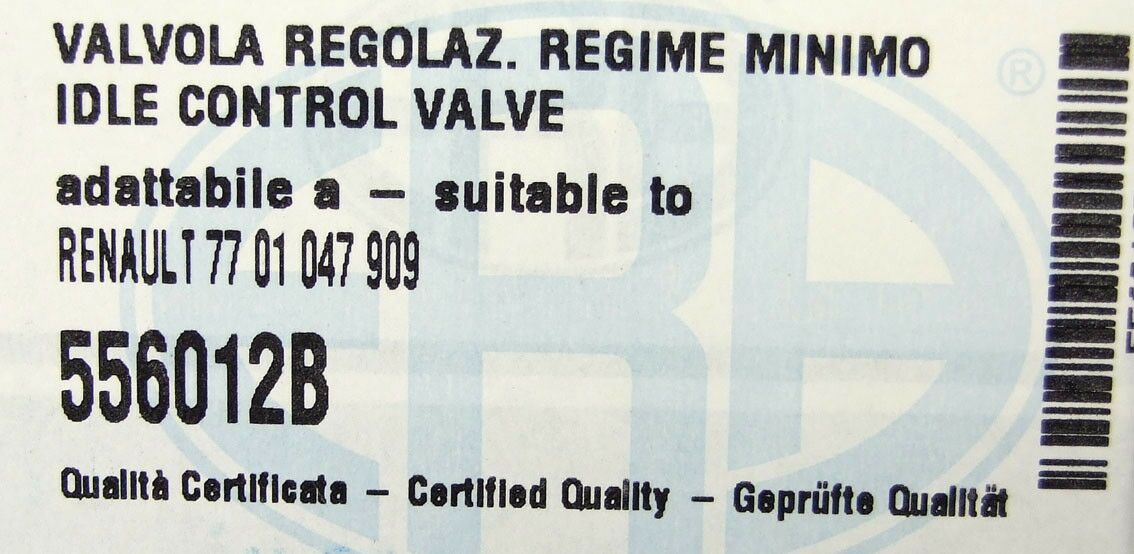 VALVOLA REGOLAZ. REGIME MINIMO
IDLE CONTROL VALVE
adattabile a – suitable to
RENAULT 77 01 047 909
556012B
Qualità Certificata – Certified Quality – Geprüfte Qualität
ERA
®